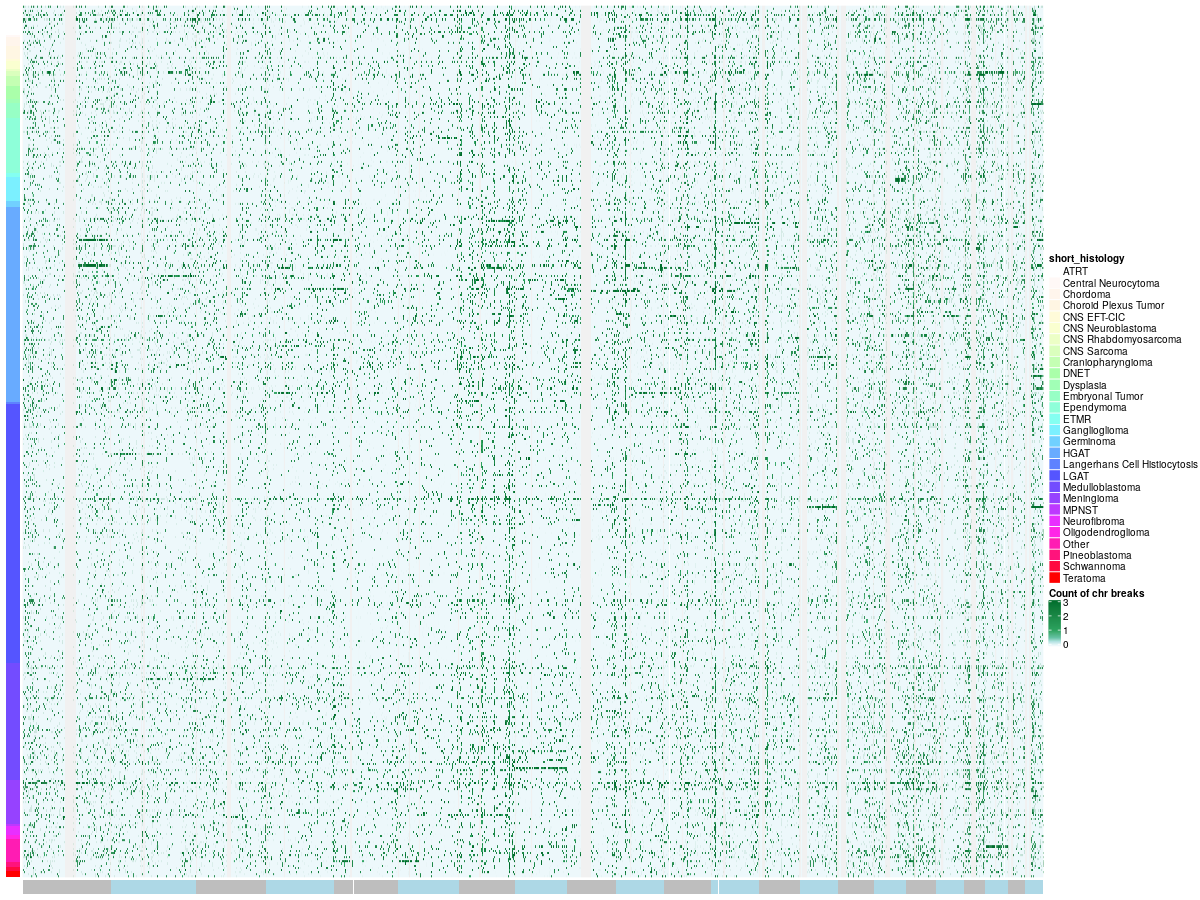 short_histology
ATRT
Central Neurocytoma
Chordoma
Choroid Plexus Tumor
CNS EFT-CIC
CNS Neuroblastoma
CNS Rhabdomyosarcoma
CNS Sarcoma
Craniopharyngioma
DNET
Dysplasia
Embryonal Tumor
Ependymoma
ETMR
Ganglioglioma
Germinoma
HGAT
Langerhans Cell Histiocytosis
LGAT
Medulloblastoma
Meningioma
MPNST
Neurofibroma
Oligodendroglioma
Other
Pineoblastoma
Schwannoma
Teratoma
Count of chr breaks
3
2
1
0